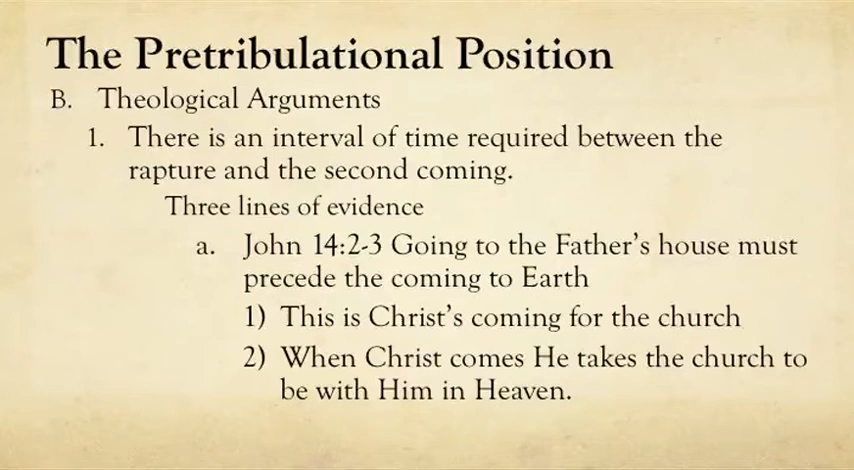 The Pretribulational Position
B. Theological Arguments
1. There is an interval of time required between the
rapture and the second coming.
Three lines of evidence
a. John 14:2-3 Going to the Father's house must
precede the coming to Earth
1) This is Christ's coming for the church
2) When Christ comes He takes the church to
be with Him in Heaven.